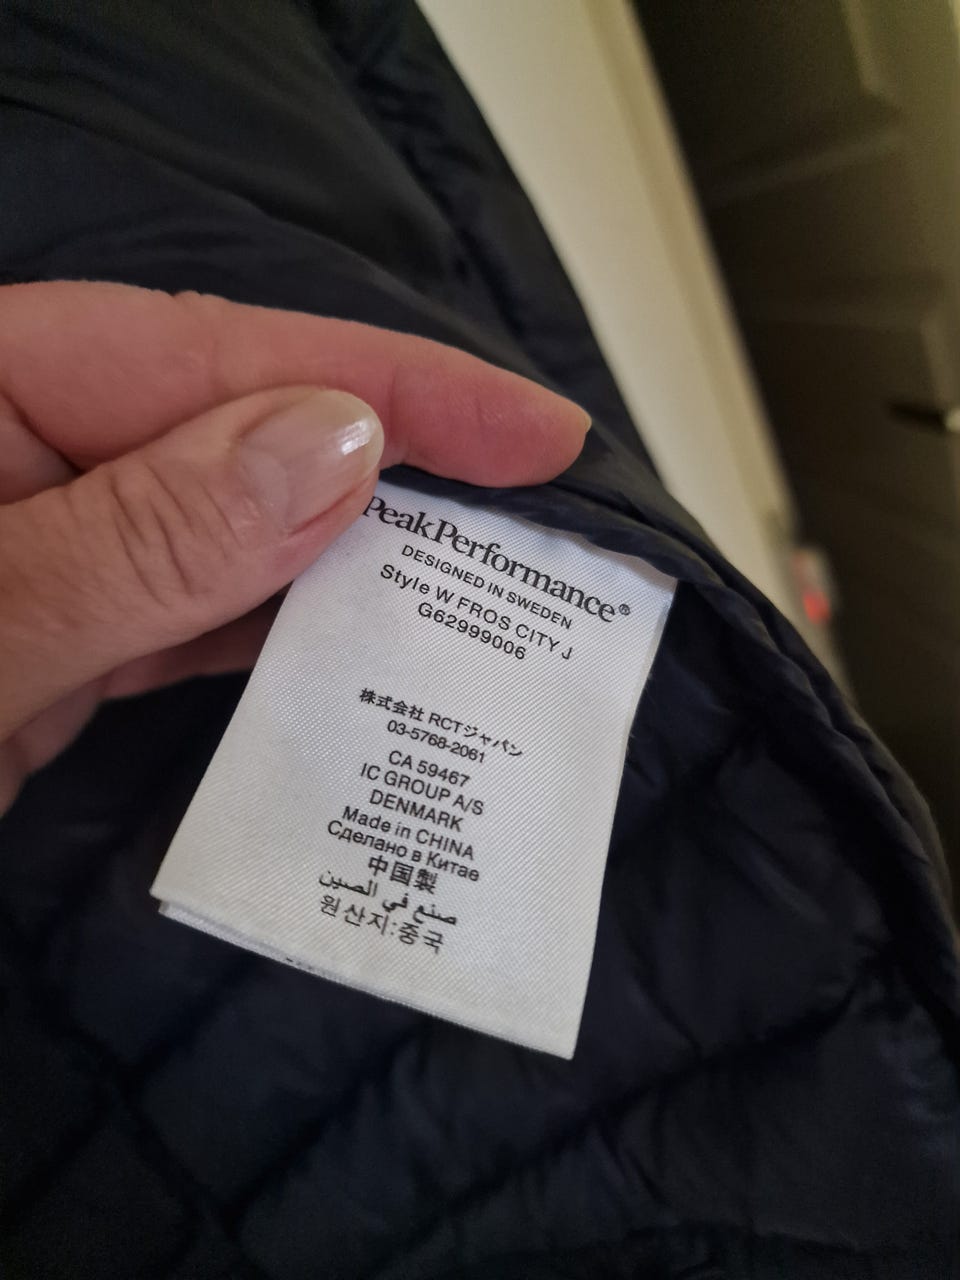 PeakPerformance®
DESIGNED IN SWEDEN
Style W FROS CITY J
G62999006
株式会社 RCTジャパン
03-5768-2061
CA 59467
IC GROUP A/S
DENMARK
Made in CHINA
Сделано в Китае
中国製
صنع في الصين
원산지:중국